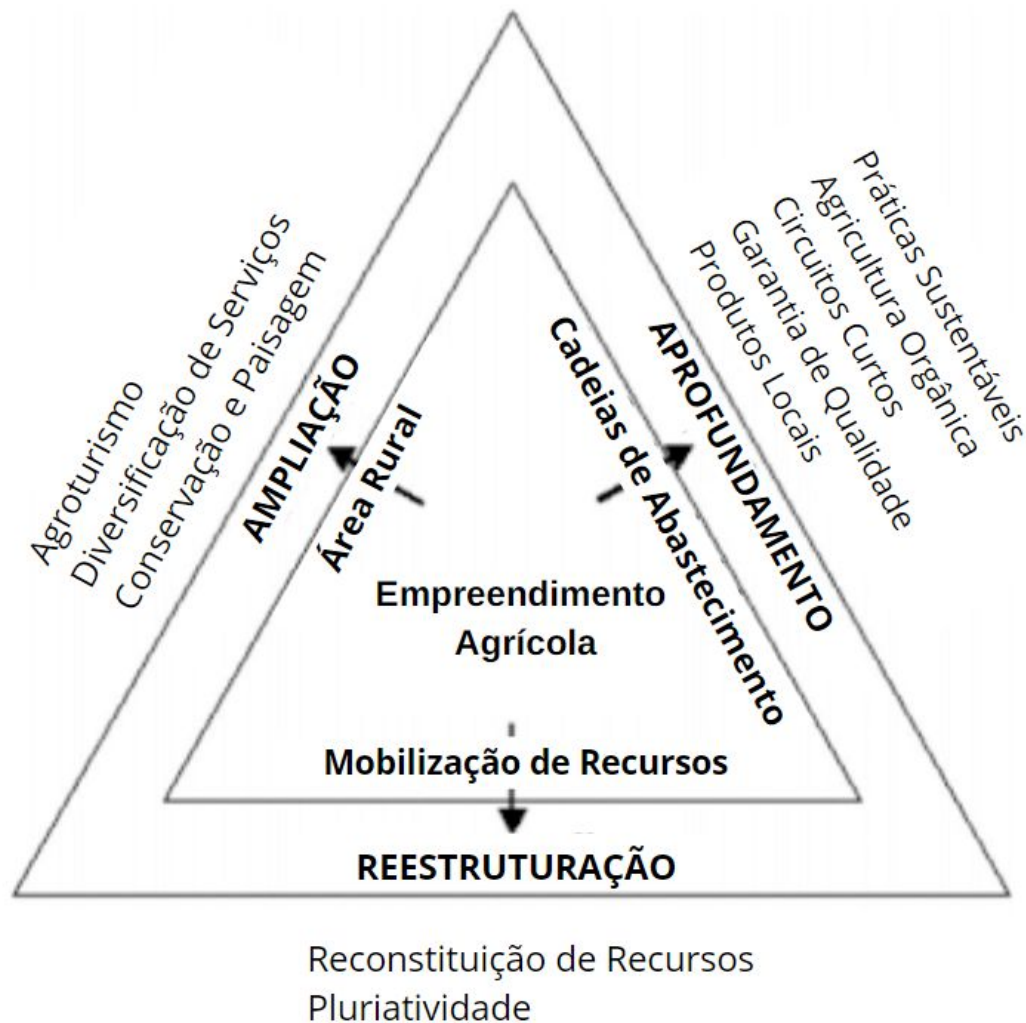 Agroturismo
Diversificação de Serviços
Conservação e Paisagem
AMPLIAÇÃO
Área Rural
Práticas Sustentáveis
Agricultura Orgânica
Circuitos Curtos
Garantia de Qualidade
Produtos Locais
APROFUNDAMENTO
Cadeias de Abastecimento
Empreendimento
Agrícola
Mobilização de Recursos
REESTRUTURAÇÃO
Reconstituição de Recursos
Pluriatividade